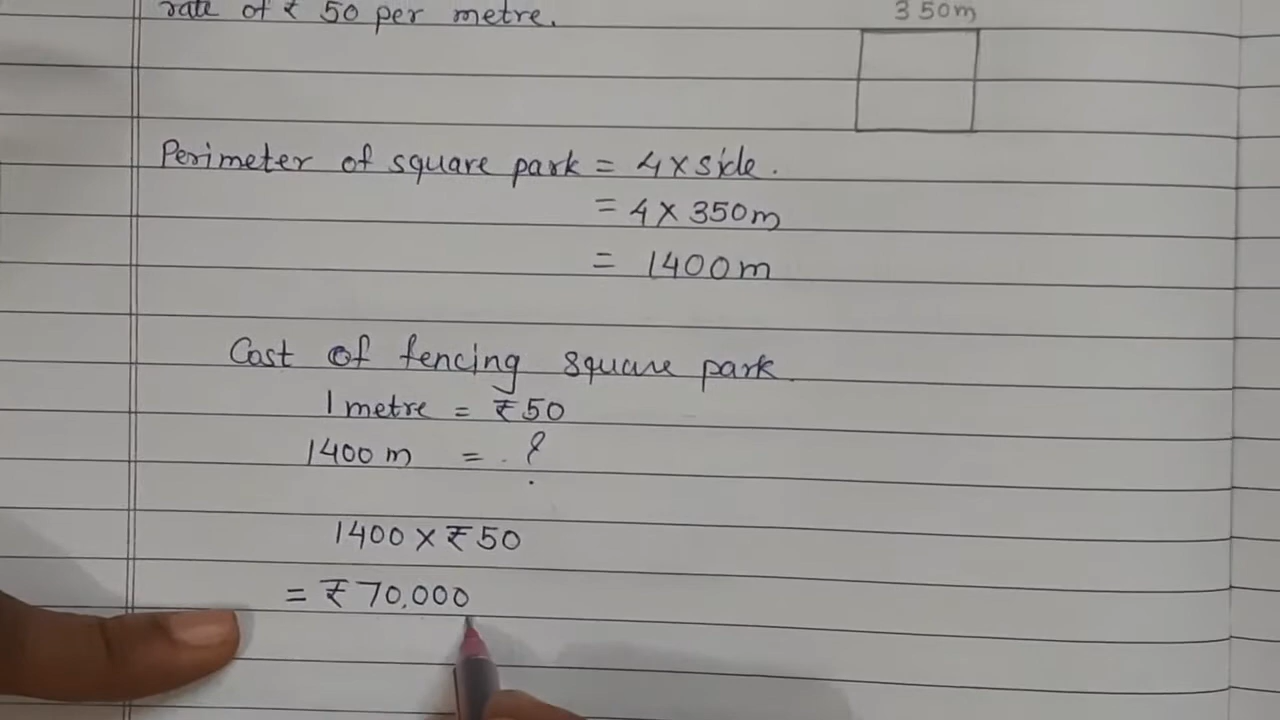 rate of ₹ 50 per metre.
350m
Perimeter of square park = 4 x side.
= 4 x 350m
= 1400m
Cost of fencing square park.
1 metre = ₹50
1400 m = . ?
1400 x ₹50
= ₹70,000